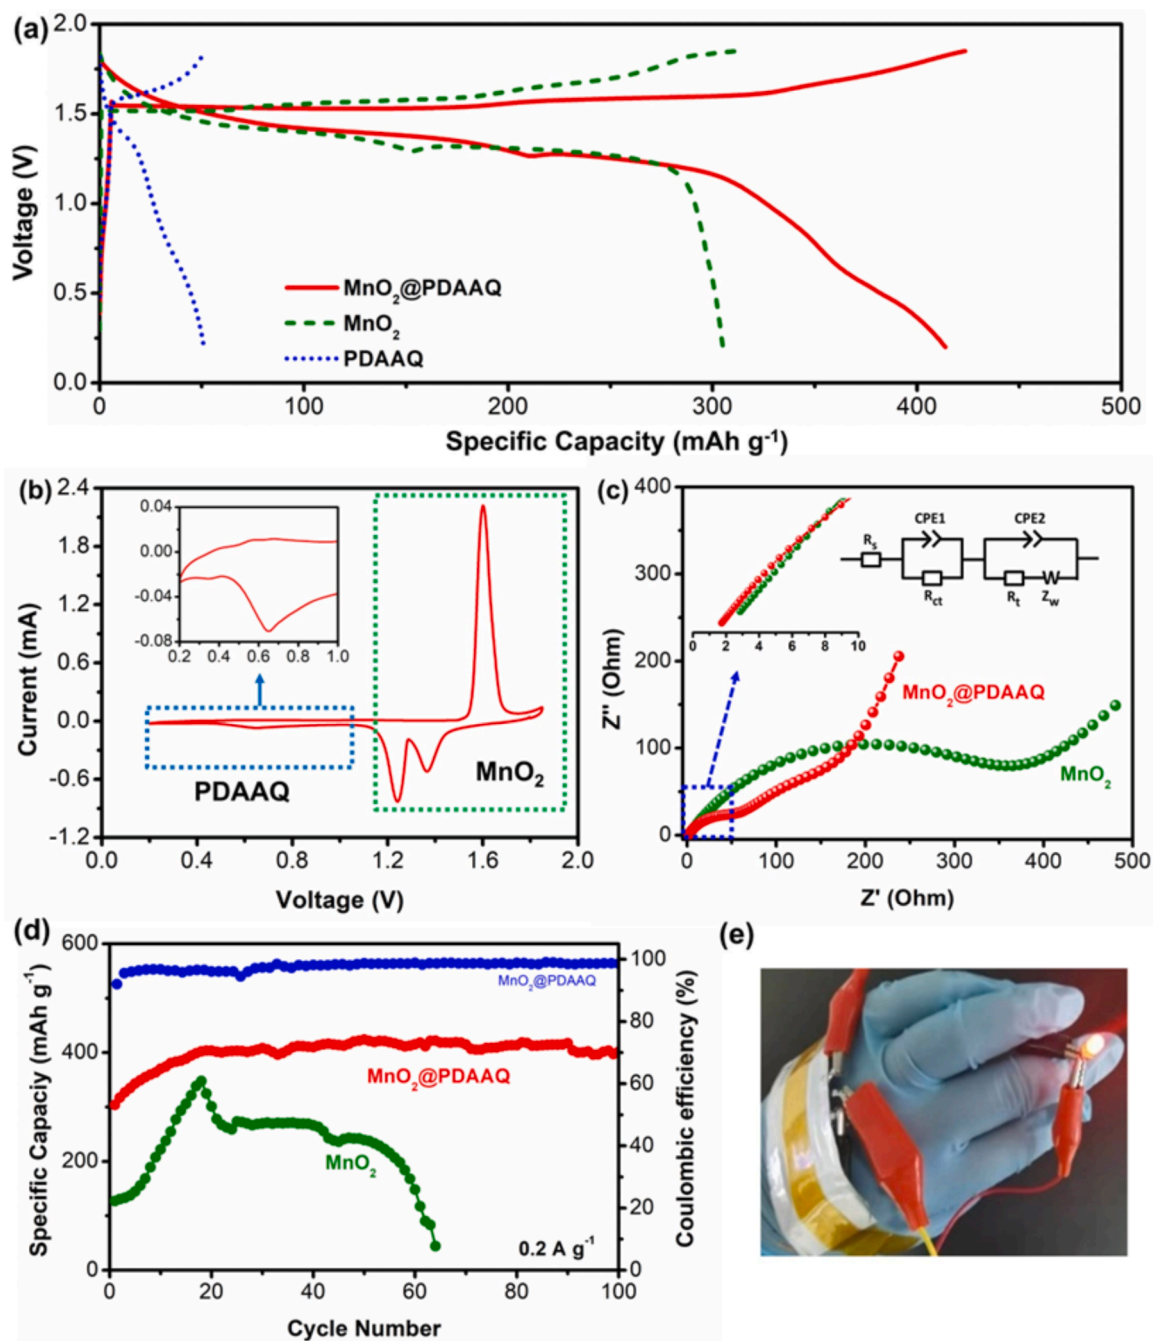 (a)
2.0
1.5
1.0
0.5
0.0
Voltage (V)
MnO2@PDAAQ
MnO2
PDAAQ
0 100 200 300 400 500
Specific Capacity (mAh g-1)
(b)
2.4
1.8
1.2
0.6
0.0
-0.6
-1.2
Current (mA)
0.04
0.00
-0.04
-0.08
0.2 0.4 0.6 0.8 1.0
PDAAQ
MnO2
0.0 0.4 0.8 1.2 1.6 2.0
Voltage (V)
(c)
400
300
200
100
0
Z'' (Ohm)
CPE1 CPE2
Rs
Rct Rt Zw
0 2 4 6 8 10
MnO2@PDAAQ
MnO2
0 100 200 300 400 500
Z' (Ohm)
(d)
600
400
200
0
Specific Capaciy (mAh g-1)
100
80
60
40
20
0
Coulombic efficiency (%)
MnO2@PDAAQ
MnO2@PDAAQ
MnO2
0.2 A g-1
0 20 40 60 80 100
Cycle Number
(e)